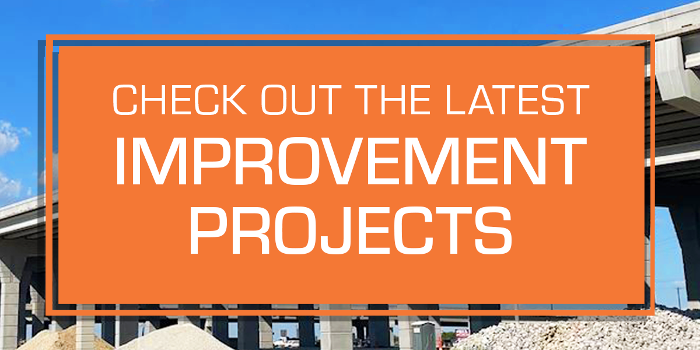 CHECK OUT THE LATEST
IMPROVEMENT
PROJECTS